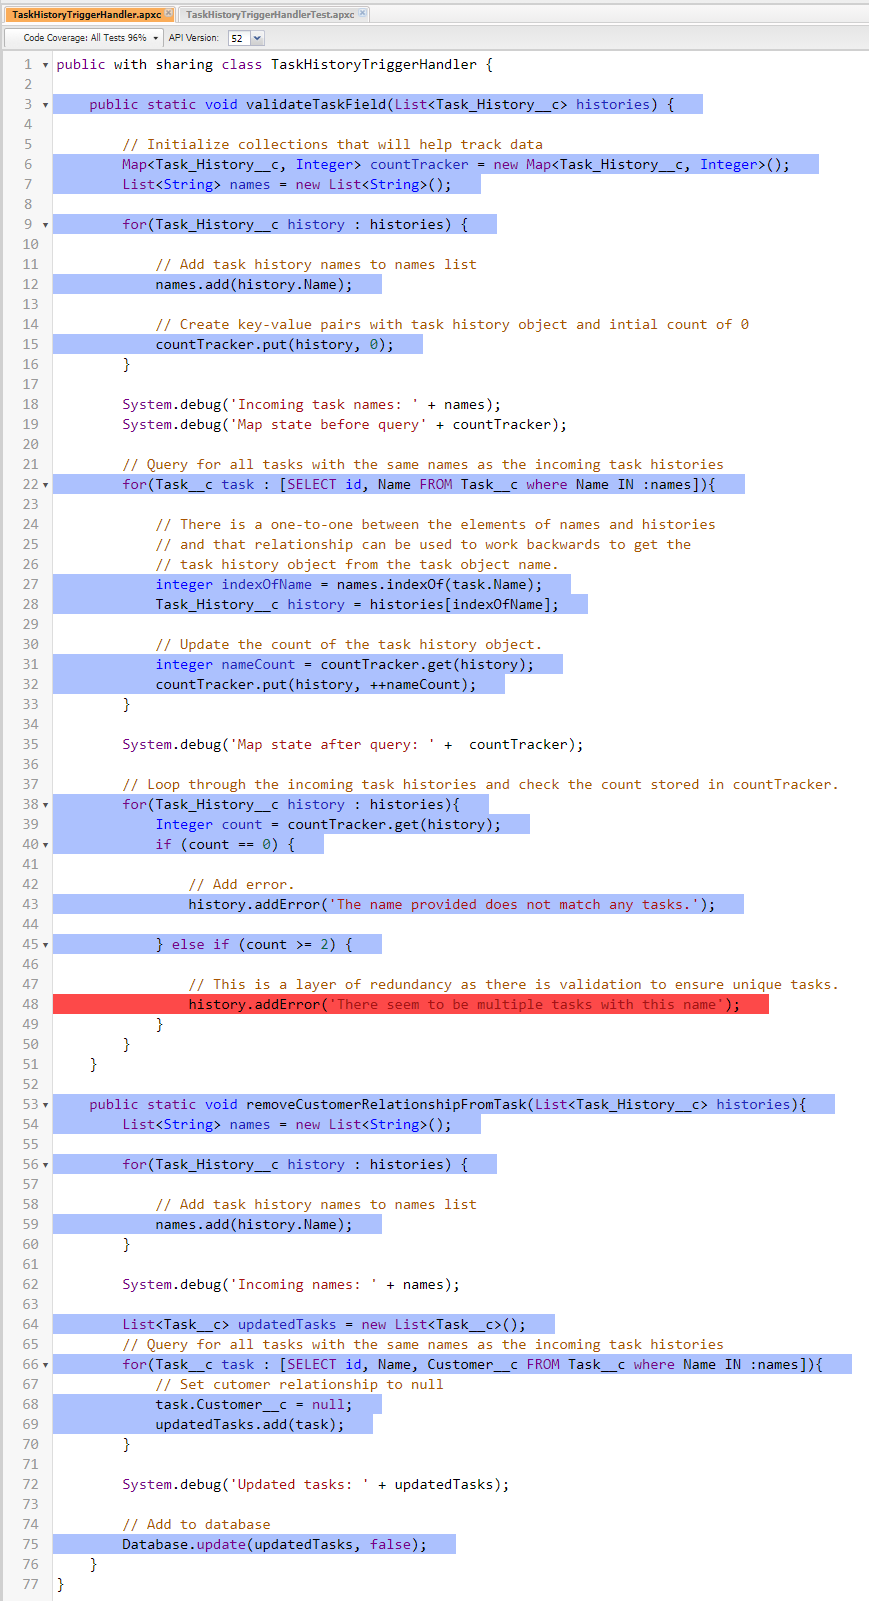 TaskHistoryTriggerHandler.apxc TaskHistoryTriggerHandlerTest.apxc
Code Coverage: All Tests 96% API Version: 52
1 public with sharing class TaskHistoryTriggerHandler {
2
3 public static void validateTaskField(List<Task_History__c> histories) {
4
5 // Initialize collections that will help track data
6 Map<Task_History__c, Integer> countTracker = new Map<Task_History__c, Integer>();
7 List<String> names = new List<String>();
8
9 for(Task_History__c history : histories) {
10
11 // Add task history names to names list
12 names.add(history.Name);
13
14 // Create key-value pairs with task history object and intial count of 0
15 countTracker.put(history, 0);
16 }
17
18 System.debug('Incoming task names: ' + names);
19 System.debug('Map state before query' + countTracker);
20
21 // Query for all tasks with the same names as the incoming task histories
22 for(Task__c task : [SELECT id, Name FROM Task__c where Name IN :names]){
23
24 // There is a one-to-one between the elements of names and histories
25 // and that relationship can be used to work backwards to get the
26 // task history object from the task object name.
27 integer indexOfName = names.indexOf(task.Name);
28 Task_History__c history = histories[indexOfName];
29
30 // Update the count of the task history object.
31 integer nameCount = countTracker.get(history);
32 countTracker.put(history, ++nameCount);
33 }
34
35 System.debug('Map state after query: ' +  countTracker);
36
37 // Loop through the incoming task histories and check the count stored in countTracker.
38 for(Task_History__c history : histories){
39 Integer count = countTracker.get(history);
40 if (count == 0) {
41
42 // Add error.
43 history.addError('The name provided does not match any tasks.');
44
45 } else if (count >= 2) {
46
47 // This is a layer of redundancy as there is validation to ensure unique tasks.
48 history.addError('There seem to be multiple tasks with this name');
49 }
50 }
51 }
52
53 public static void removeCustomerRelationshipFromTask(List<Task_History__c> histories){
54 List<String> names = new List<String>();
55
56 for(Task_History__c history : histories) {
57
58 // Add task history names to names list
59 names.add(history.Name);
60 }
61
62 System.debug('Incoming names: ' + names);
63
64 List<Task__c> updatedTasks = new List<Task__c>();
65 // Query for all tasks with the same names as the incoming task histories
66 for(Task__c task : [SELECT id, Name, Customer__c FROM Task__c where Name IN :names]){
67 // Set cutomer relationship to null
68 task.Customer__c = null;
69 updatedTasks.add(task);
70 }
71
72 System.debug('Updated tasks: ' + updatedTasks);
73
74 // Add to database
75 Database.update(updatedTasks, false);
76 }
77 }